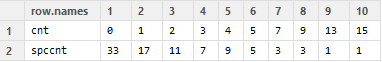 row.names 1 2 3 4 5 6 7 8 9 10
1 cnt 0 1 2 3 4 5 7 9 13 15
2 spccnt 33 17 11 7 9 5 3 3 1 1